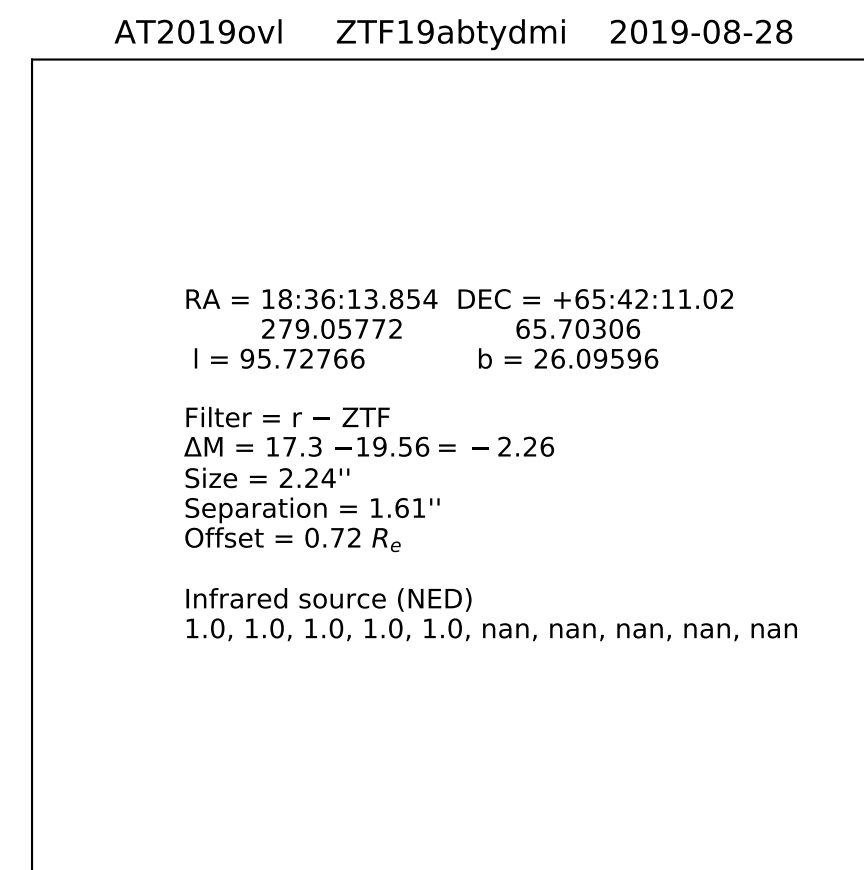 AT2019ovl ZTF19abtydmi 2019-08-28
RA = 18:36:13.854 DEC = +65:42:11.02
279.05772 65.70306
l = 95.72766 b = 26.09596
Filter = r − ZTF
ΔM = 17.3 −19.56 = − 2.26
Size = 2.24''
Separation = 1.61''
Offset = 0.72 Re
Infrared source (NED)
1.0, 1.0, 1.0, 1.0, 1.0, nan, nan, nan, nan, nan